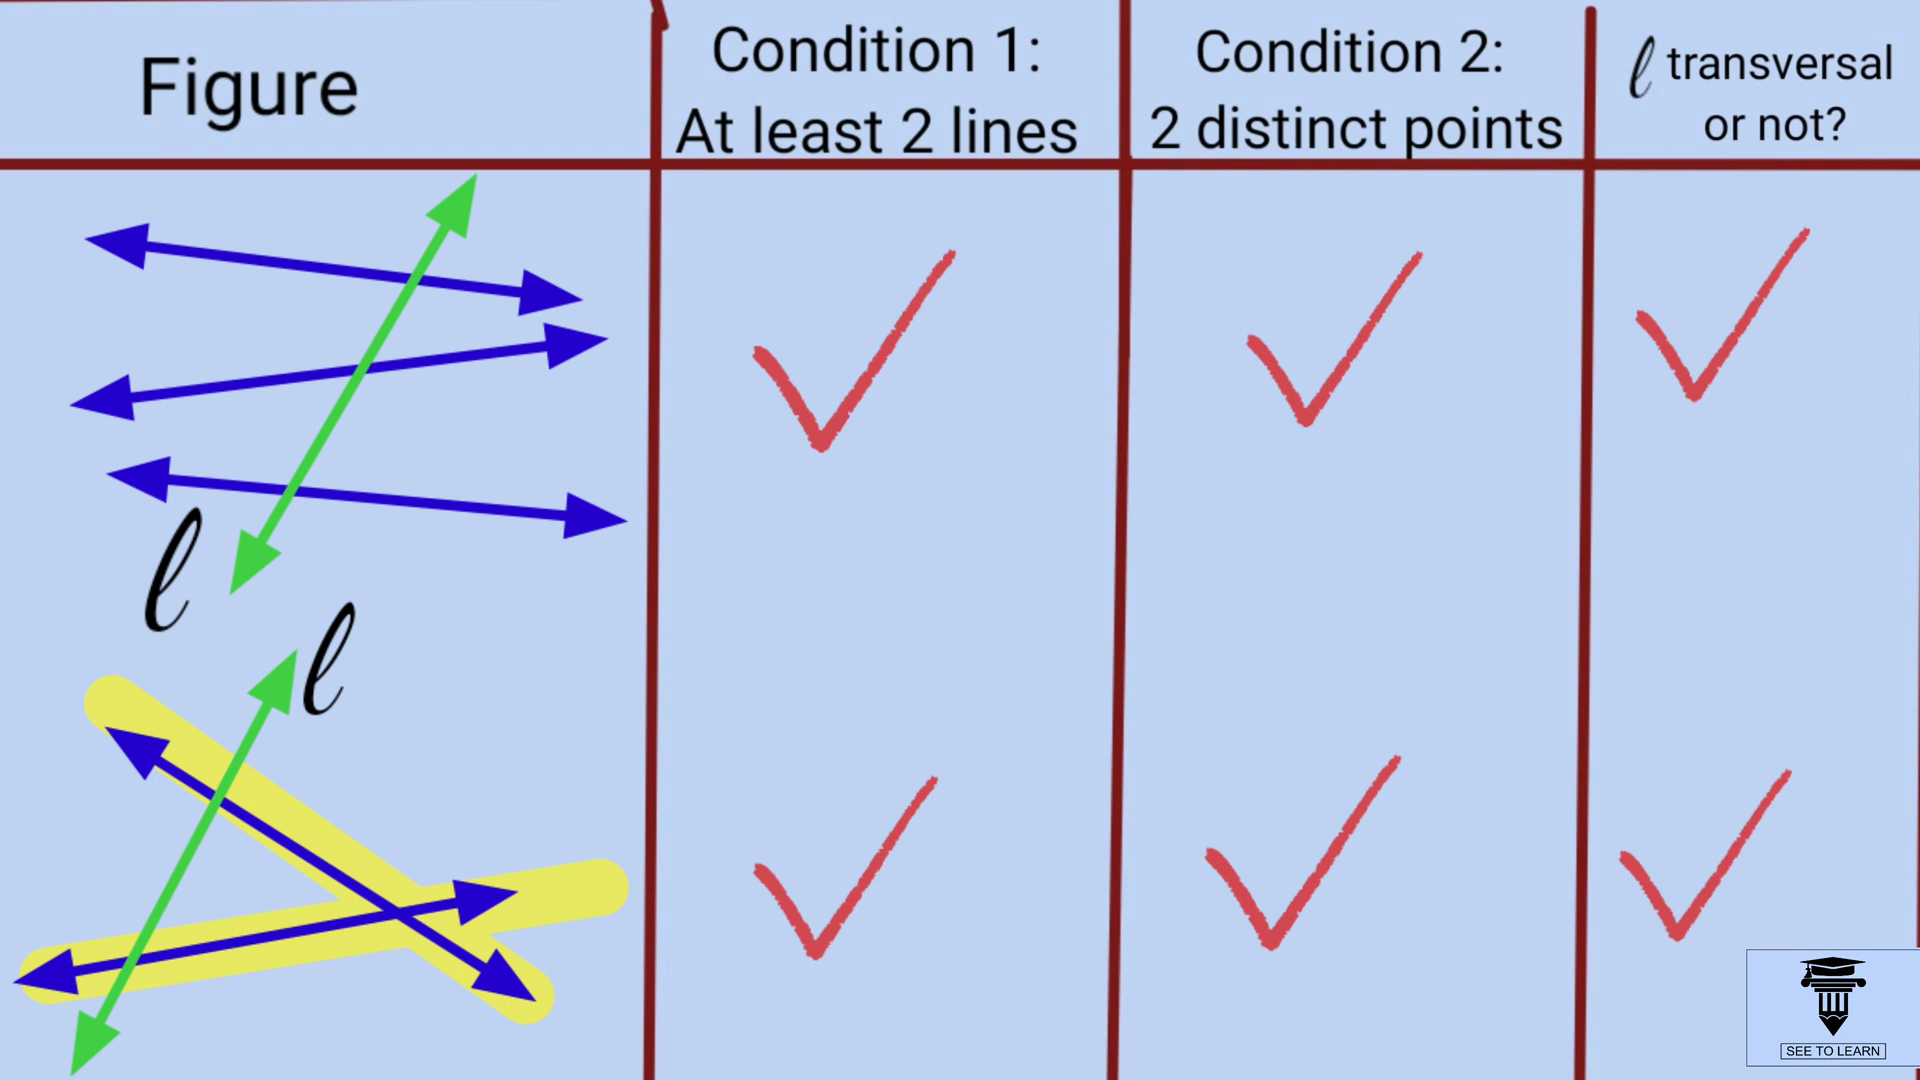 Figure
Condition 1:
At least 2 lines
Condition 2:
2 distinct points
ℓ transversal
or not?
ℓ
ℓ
SEE TO LEARN